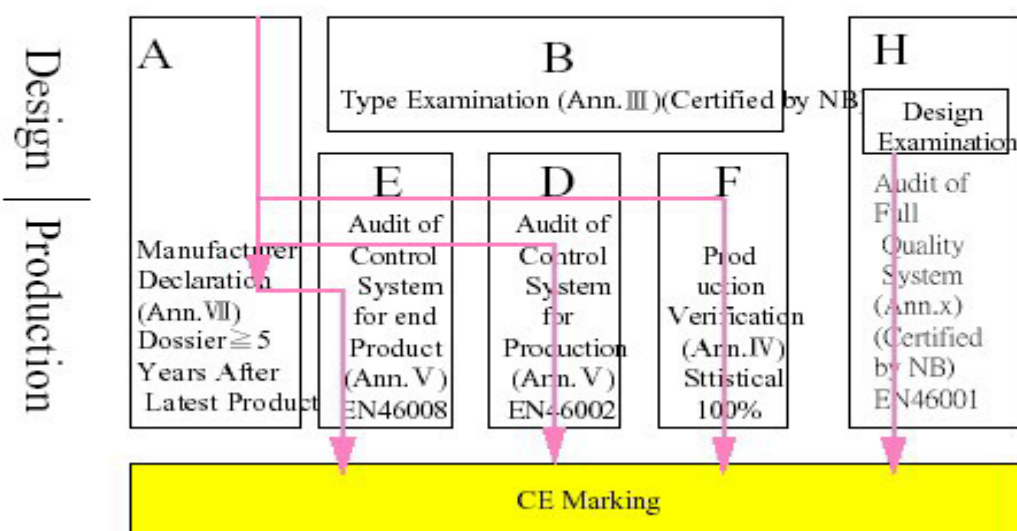 Design
Production
A
Manufacturer
Declaration
(Ann.Ⅶ)
Dossier≧5
Years After
Latest Product
B
Type Examination (Ann.Ⅲ)(Certified by NB)
E
Audit of
Control
System
for end
Product
(Ann.Ⅴ)
EN46008
D
Audit of
Control
System
for
Production
(Ann.Ⅴ)
EN46002
F
Prod
uction
Verification
(Ann.Ⅳ)
Sttistical
100%
H
Design
Examination
Audit of
Full
Quality
System
(Ann.x)
(Certified
by NB)
EN46001
CE Marking